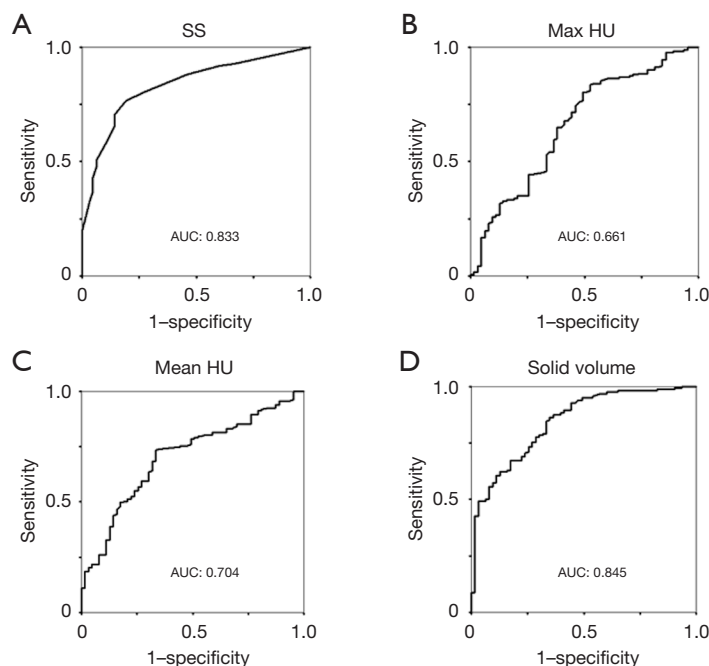 A
SS
1.0
Sensitivity
0.5
AUC: 0.833
0
0
0.5
1.0
1–specificity
B
Max HU
1.0
Sensitivity
0.5
AUC: 0.661
0
0
0.5
1.0
1–specificity
C
Mean HU
1.0
Sensitivity
0.5
AUC: 0.704
0
0
0.5
1.0
1–specificity
D
Solid volume
1.0
Sensitivity
0.5
AUC: 0.845
0
0
0.5
1.0
1–specificity